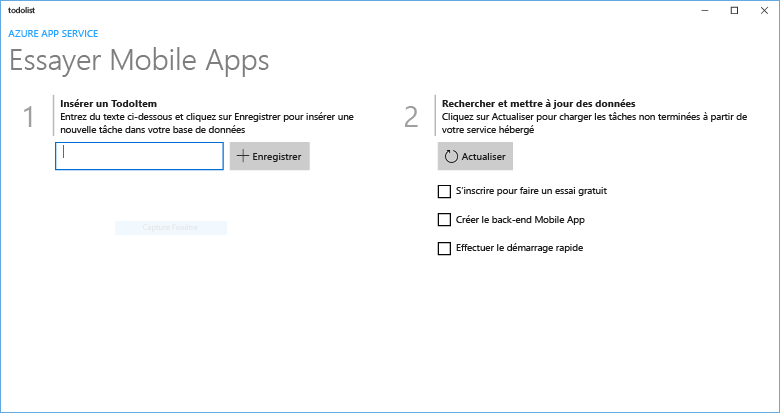 todolist
AZURE APP SERVICE
Essayer Mobile Apps
1
Insérer un TodoItem
Entrez du texte ci-dessous et cliquez sur Enregistrer pour insérer une
nouvelle tâche dans votre base de données
Enregistrer
2
Rechercher et mettre à jour des données
Cliquez sur Actualiser pour charger les tâches non terminées à partir de
votre service hébergé
Actualiser
S'inscrire pour faire un essai gratuit
Créer le back-end Mobile App
Effectuer le démarrage rapide